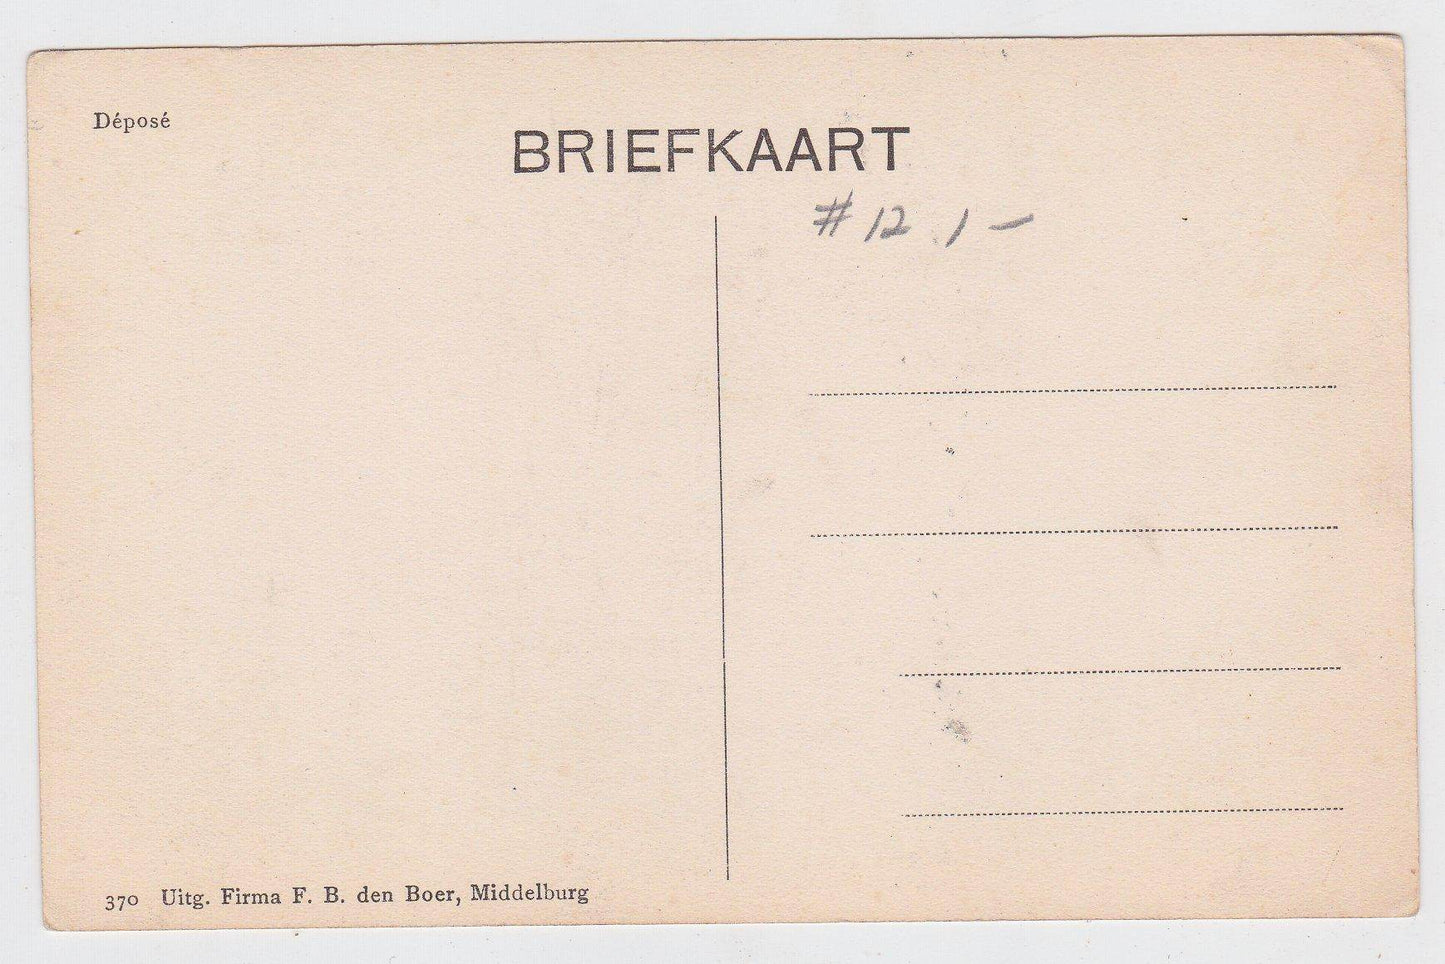 Déposé
BRIEFKAART
# 12 1 –
370 Uitg. Firma F. B. den Boer, Middelburg